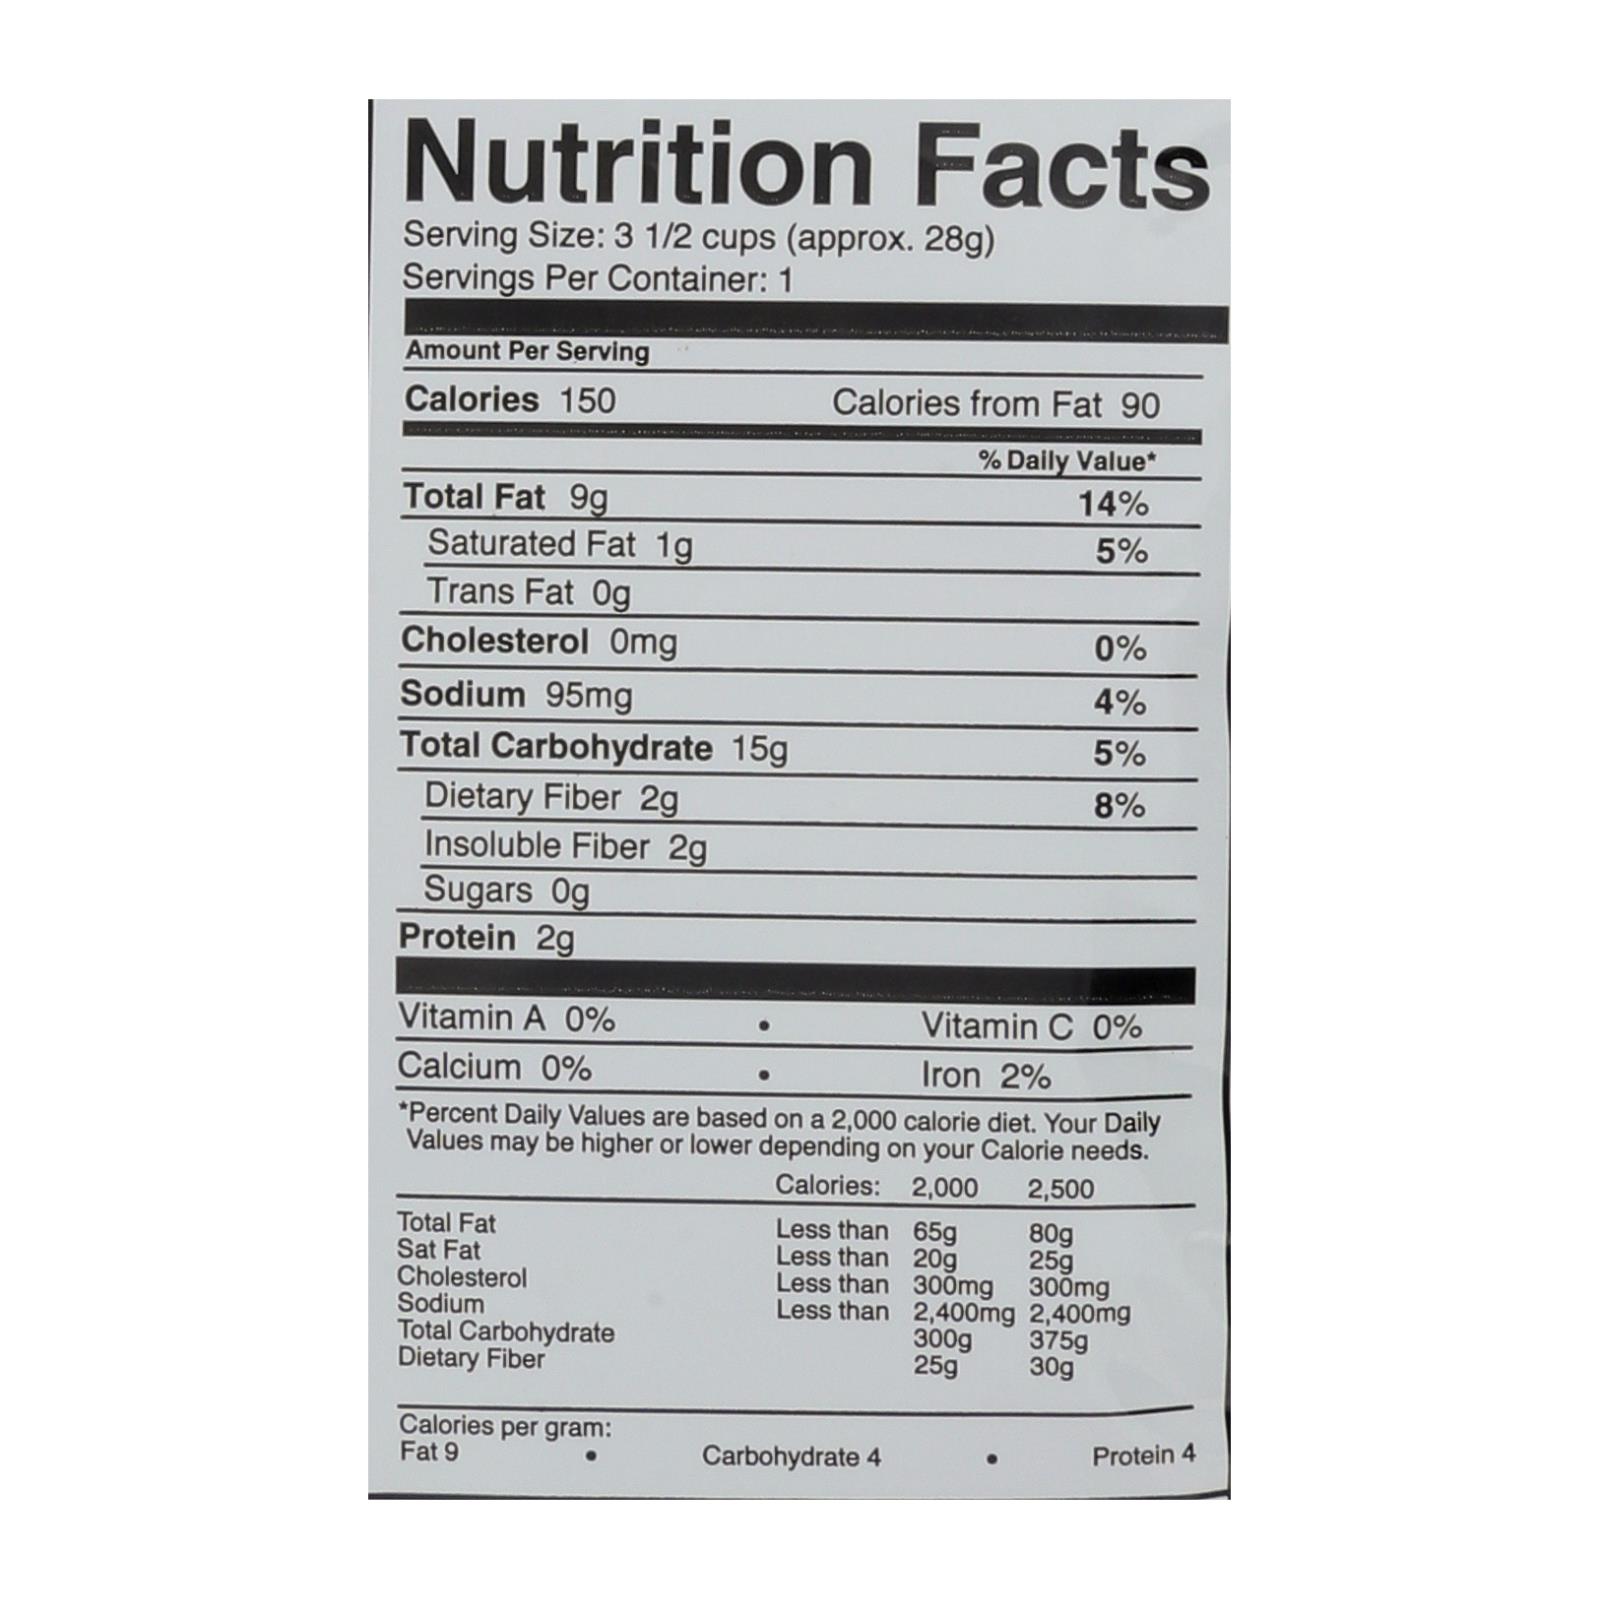 Nutrition Facts
Serving Size: 3 1/2 cups (approx. 28g)
Servings Per Container: 1
Amount Per Serving
Calories 150 Calories from Fat 90
% Daily Value*
Total Fat 9g 14%
Saturated Fat 1g 5%
Trans Fat 0g
Cholesterol 0mg 0%
Sodium 95mg 4%
Total Carbohydrate 15g 5%
Dietary Fiber 2g 8%
Insoluble Fiber 2g
Sugars 0g
Protein 2g
Vitamin A 0% • Vitamin C 0%
Calcium 0% • Iron 2%
*Percent Daily Values are based on a 2,000 calorie diet. Your Daily
Values may be higher or lower depending on your Calorie needs.
Calories: 2,000 2,500
Total Fat Less than 65g 80g
Sat Fat Less than 20g 25g
Cholesterol Less than 300mg 300mg
Sodium Less than 2,400mg 2,400mg
Total Carbohydrate 300g 375g
Dietary Fiber 25g 30g
Calories per gram:
Fat 9 • Carbohydrate 4 • Protein 4